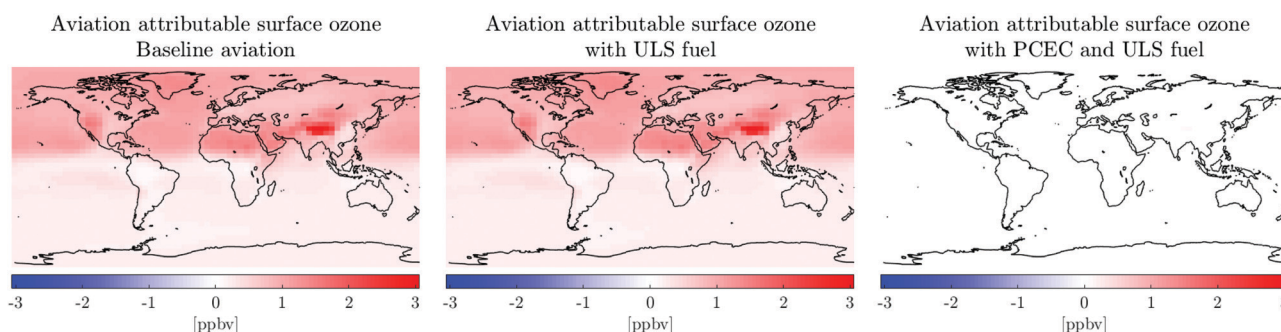 Aviation attributable surface ozone
Baseline aviation
-3 -2 -1 0 1 2 3
[ppbv]
Aviation attributable surface ozone
with ULS fuel
-3 -2 -1 0 1 2 3
[ppbv]
Aviation attributable surface ozone
with PCEC and ULS fuel
-3 -2 -1 0 1 2 3
[ppbv]